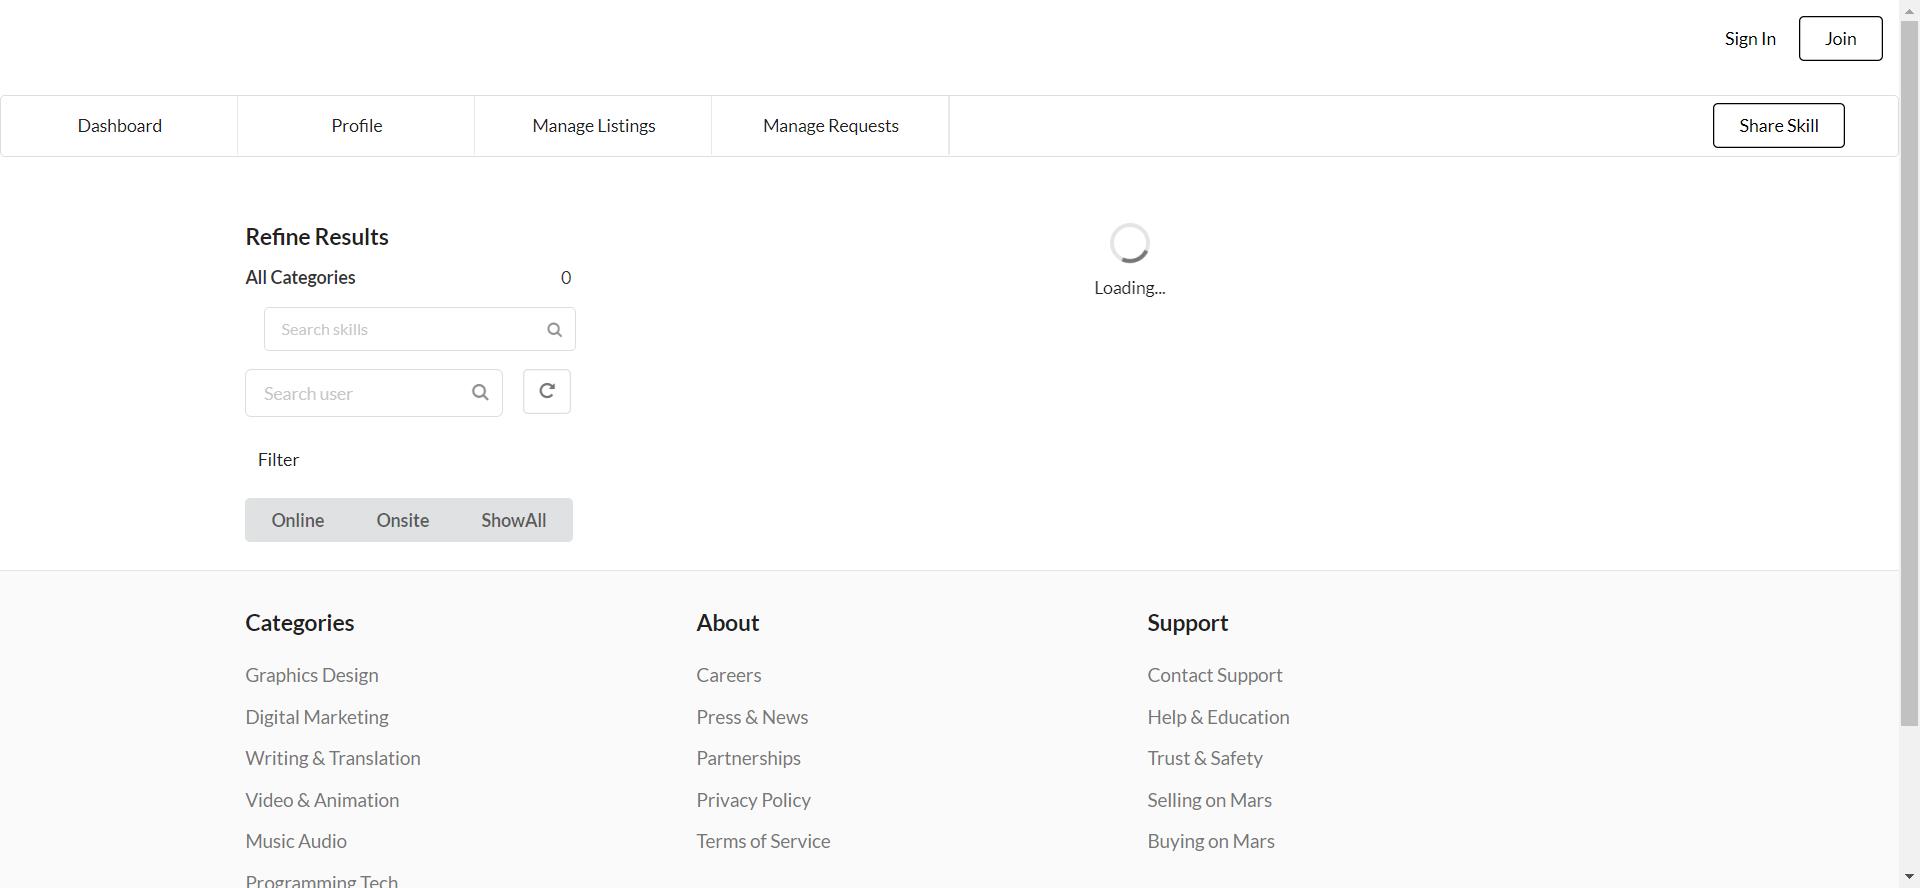 Sign In
Join
Dashboard
Profile
Manage Listings
Manage Requests
Share Skill
Refine Results
All Categories
0
Search skills
Search user
Filter
Online
Onsite
ShowAll
Loading...
Categories
Graphics Design
Digital Marketing
Writing & Translation
Video & Animation
Music Audio
Programming Tech
About
Careers
Press & News
Partnerships
Privacy Policy
Terms of Service
Support
Contact Support
Help & Education
Trust & Safety
Selling on Mars
Buying on Mars